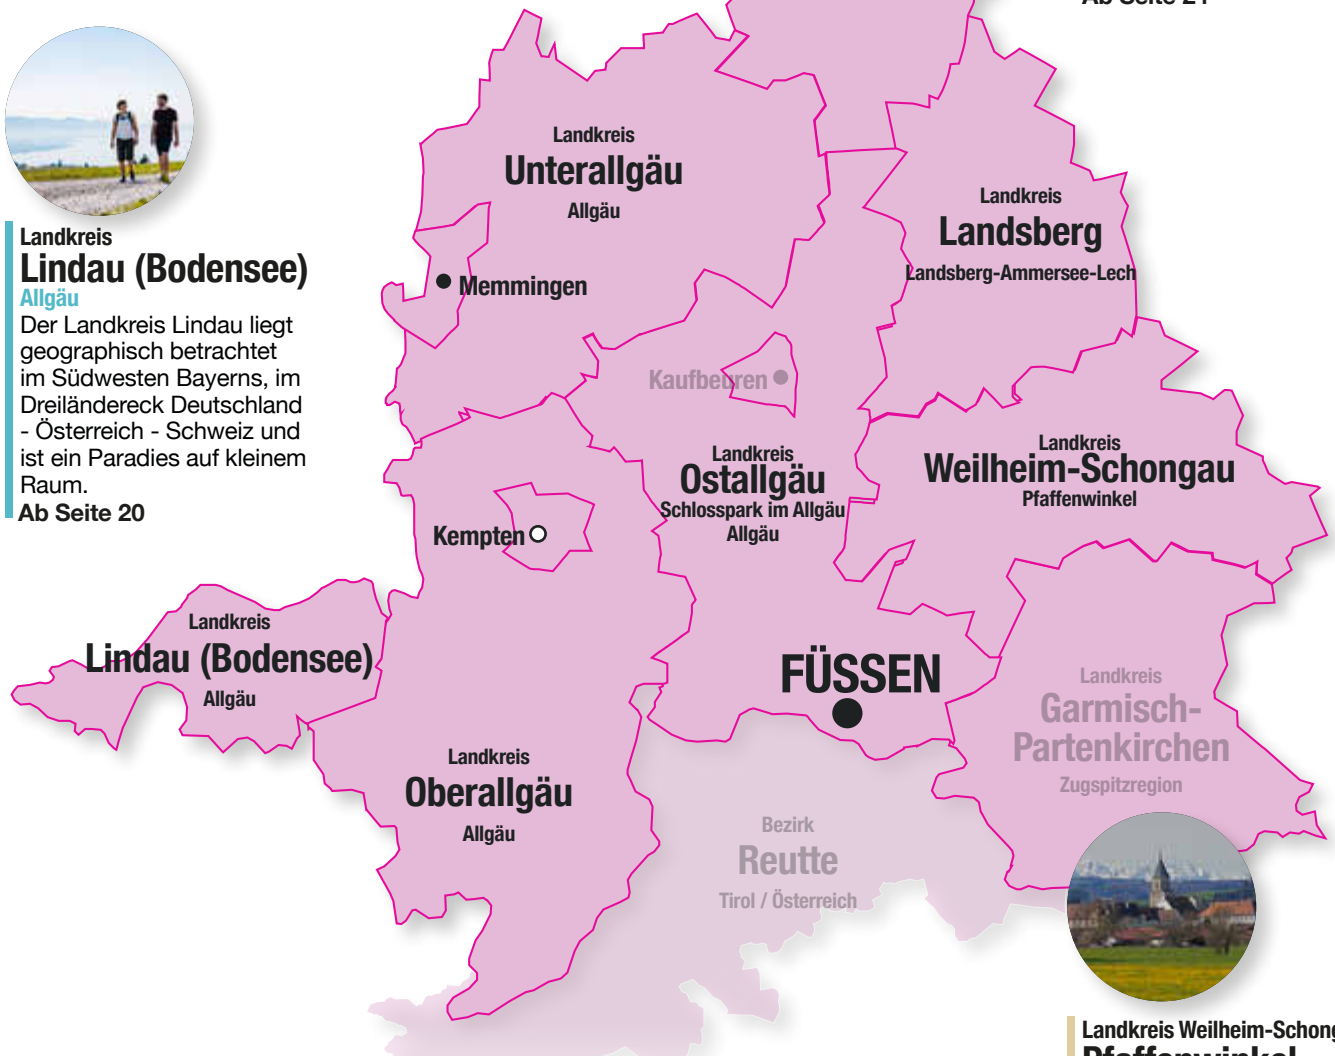 Ab Seite 24
Landkreis
Unterallgäu
Allgäu
Landkreis
Landsberg
Landsberg-Ammersee-Lech
Landkreis
Lindau (Bodensee)
Allgäu
Der Landkreis Lindau liegt
geographisch betrachtet
im Südwesten Bayerns, im
Dreiländereck Deutschland
- Österreich - Schweiz und
ist ein Paradies auf kleinem
Raum.
Ab Seite 20
Memmingen
Kaufbeuren
Landkreis
Ostallgäu
Schlosspark im Allgäu
Allgäu
Landkreis
Weilheim-Schongau
Pfaffenwinkel
Kempten
Landkreis
Lindau (Bodensee)
Allgäu
FÜSSEN
Landkreis
Garmisch-
Partenkirchen
Zugspitzregion
Landkreis
Oberallgäu
Allgäu
Bezirk
Reutte
Tirol / Österreich
Landkreis Weilheim-Schong
Pfaffenwinkel